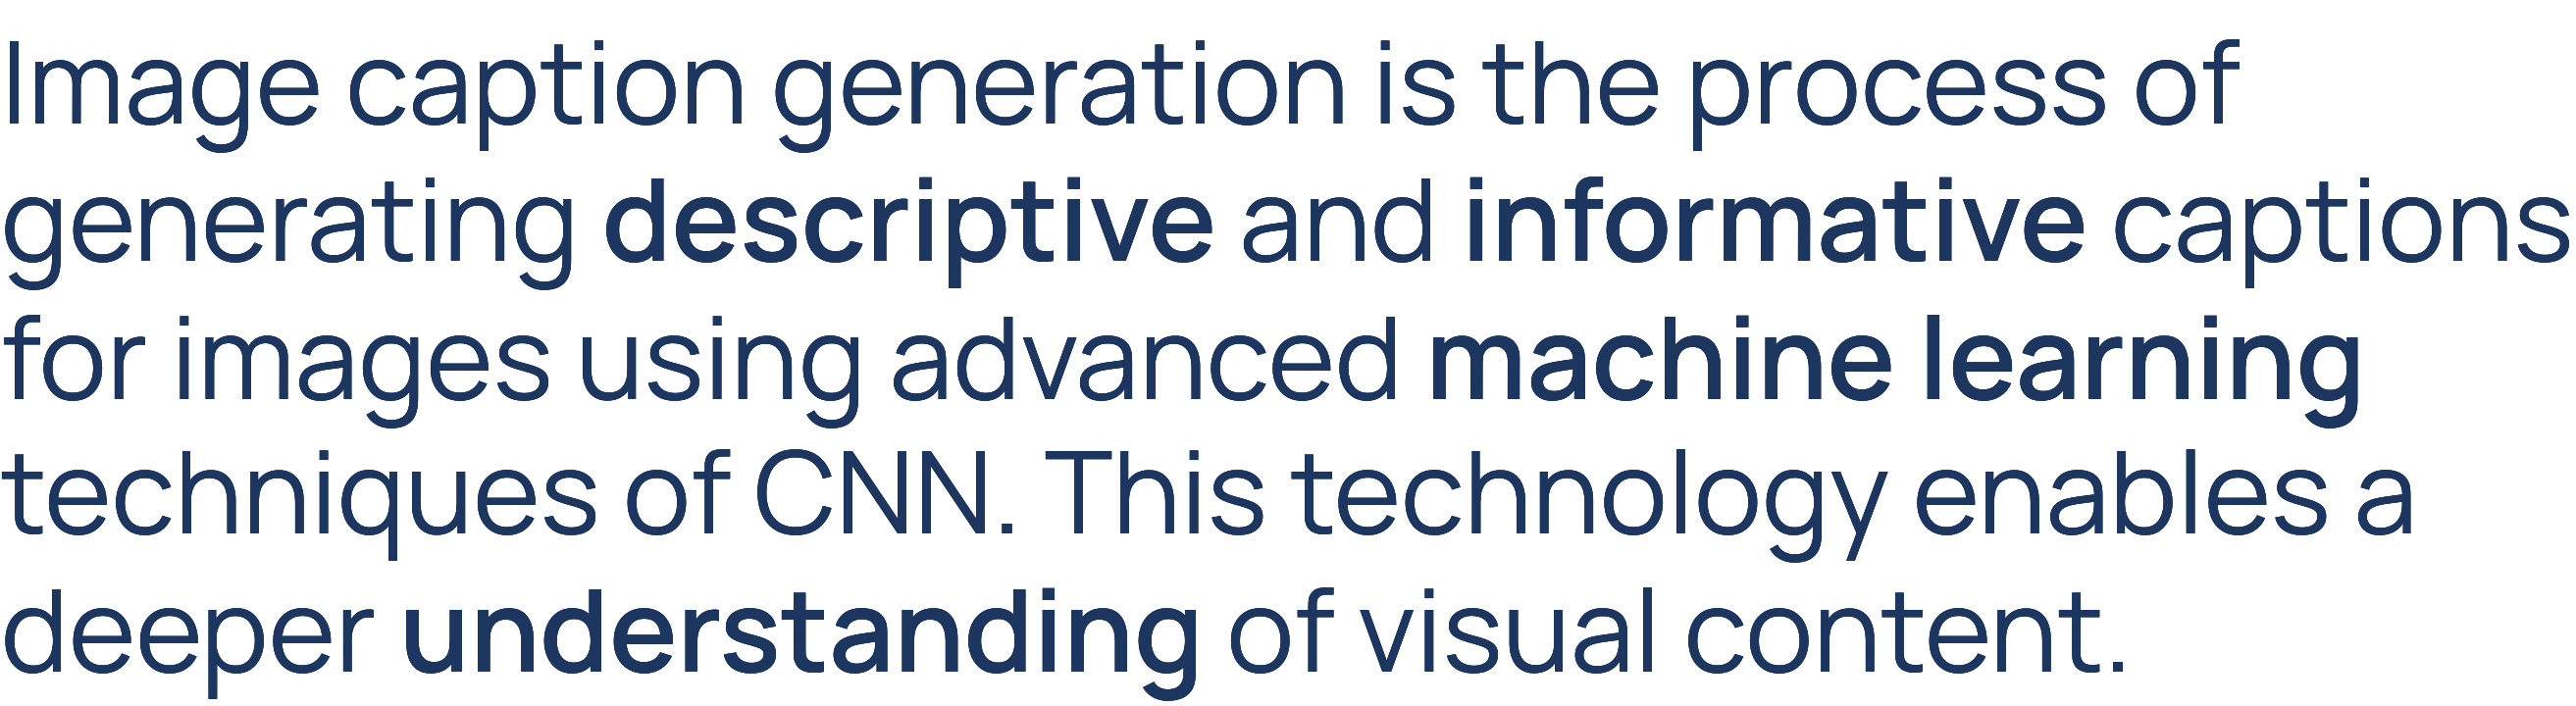 Image caption generation is the process of
generating descriptive and informative captions
for images using advanced machine learning
techniques of CNN. This technology enables a
deeper understanding of visual content.